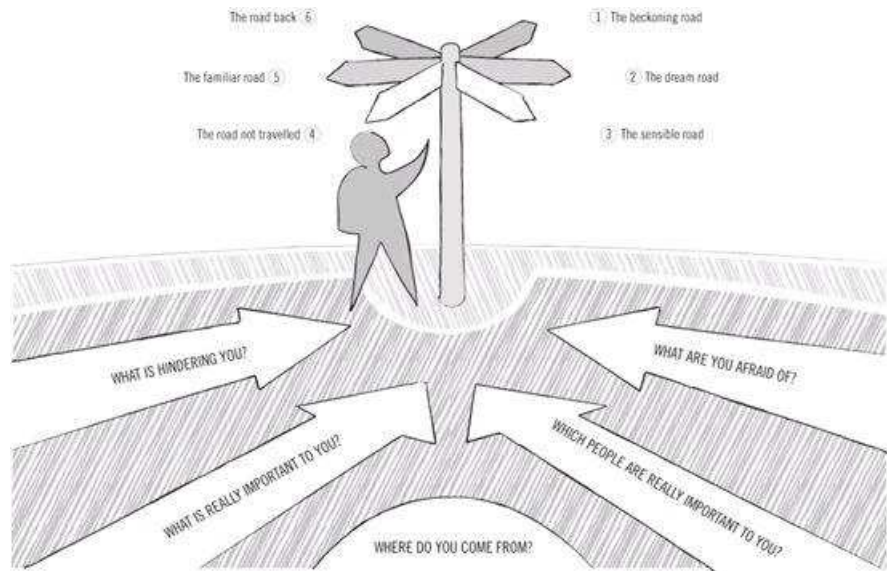 The road back 6
1 The beckoning road
The familiar road 5
2 The dream road
The road not travelled 4
3 The sensible road
WHAT IS HINDERING YOU?
WHAT ARE YOU AFRAID OF?
WHAT IS REALLY IMPORTANT TO YOU?
WHICH PEOPLE ARE REALLY IMPORTANT TO YOU?
WHERE DO YOU COME FROM?